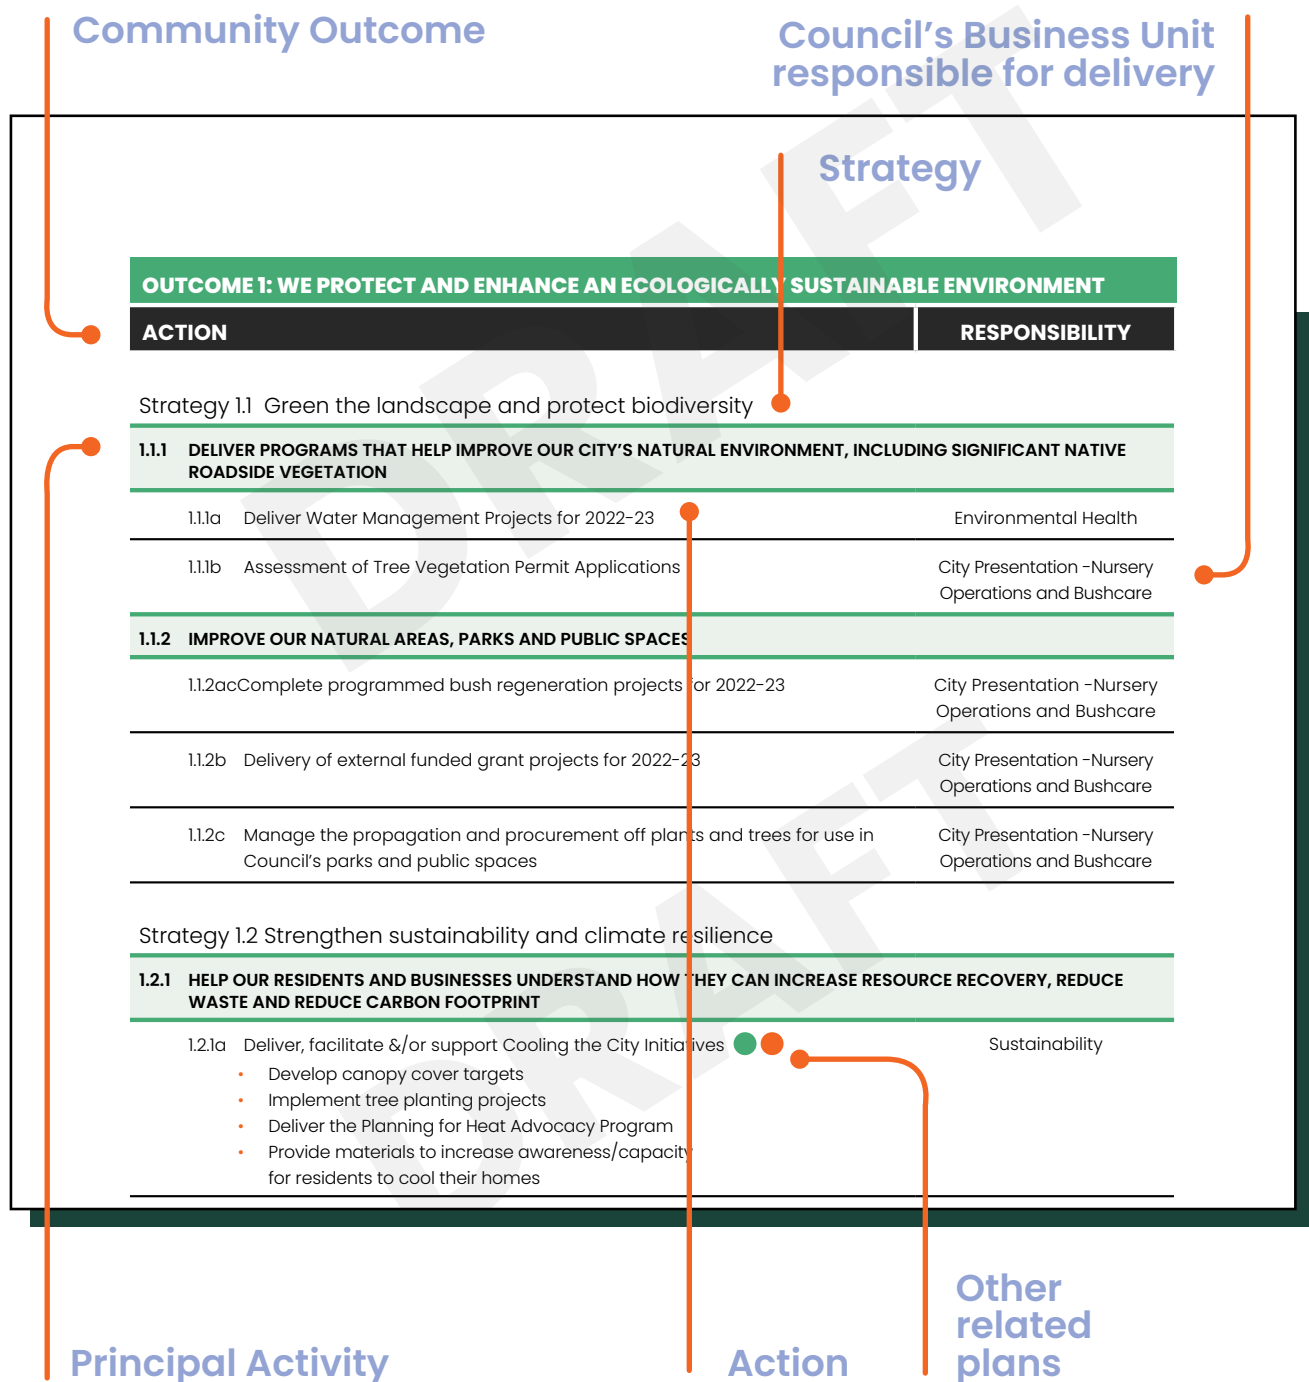 Community Outcome
Council's Business Unit
responsible for delivery
Strategy
OUTCOME 1: WE PROTECT AND ENHANCE AN ECOLOGICALLY SUSTAINABLE ENVIRONMENT
ACTION RESPONSIBILITY
Strategy 1.1 Green the landscape and protect biodiversity
1.1.1 DELIVER PROGRAMS THAT HELP IMPROVE OUR CITY'S NATURAL ENVIRONMENT, INCLUDING SIGNIFICANT NATIVE
ROADSIDE VEGETATION
1.1.1a Deliver Water Management Projects for 2022-23 Environmental Health
1.1.1b Assessment of Tree Vegetation Permit Applications City Presentation -Nursery
Operations and Bushcare
1.1.2 IMPROVE OUR NATURAL AREAS, PARKS AND PUBLIC SPACES
1.1.2acComplete programmed bush regeneration projects for 2022-23 City Presentation -Nursery
Operations and Bushcare
1.1.2b Delivery of external funded grant projects for 2022-23 City Presentation -Nursery
Operations and Bushcare
1.1.2c Manage the propagation and procurement off plants and trees for use in City Presentation -Nursery
Council's parks and public spaces Operations and Bushcare
Strategy 1.2 Strengthen sustainability and climate resilience
1.2.1 HELP OUR RESIDENTS AND BUSINESSES UNDERSTAND HOW THEY CAN INCREASE RESOURCE RECOVERY, REDUCE
WASTE AND REDUCE CARBON FOOTPRINT
1.2.1a Deliver, facilitate &/or support Cooling the City Initiatives Sustainability
• Develop canopy cover targets
• Implement tree planting projects
• Deliver the Planning for Heat Advocacy Program
• Provide materials to increase awareness/capacity
for residents to cool their homes
DRAFT
DRAFT
Principal Activity
Action
Other
related
plans